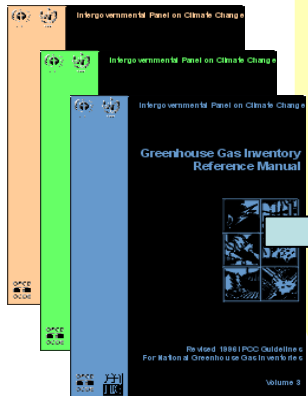 Intergovernmental Panel on Climate Change
Intergovernmental Panel on Climate Change
Intergovernmental Panel on Climate Change
Greenhouse Gas Inventory
Reference Manual
Revised 1996 IPCC Guidelines
For National Greenhouse Gas Inventories
Volume 3